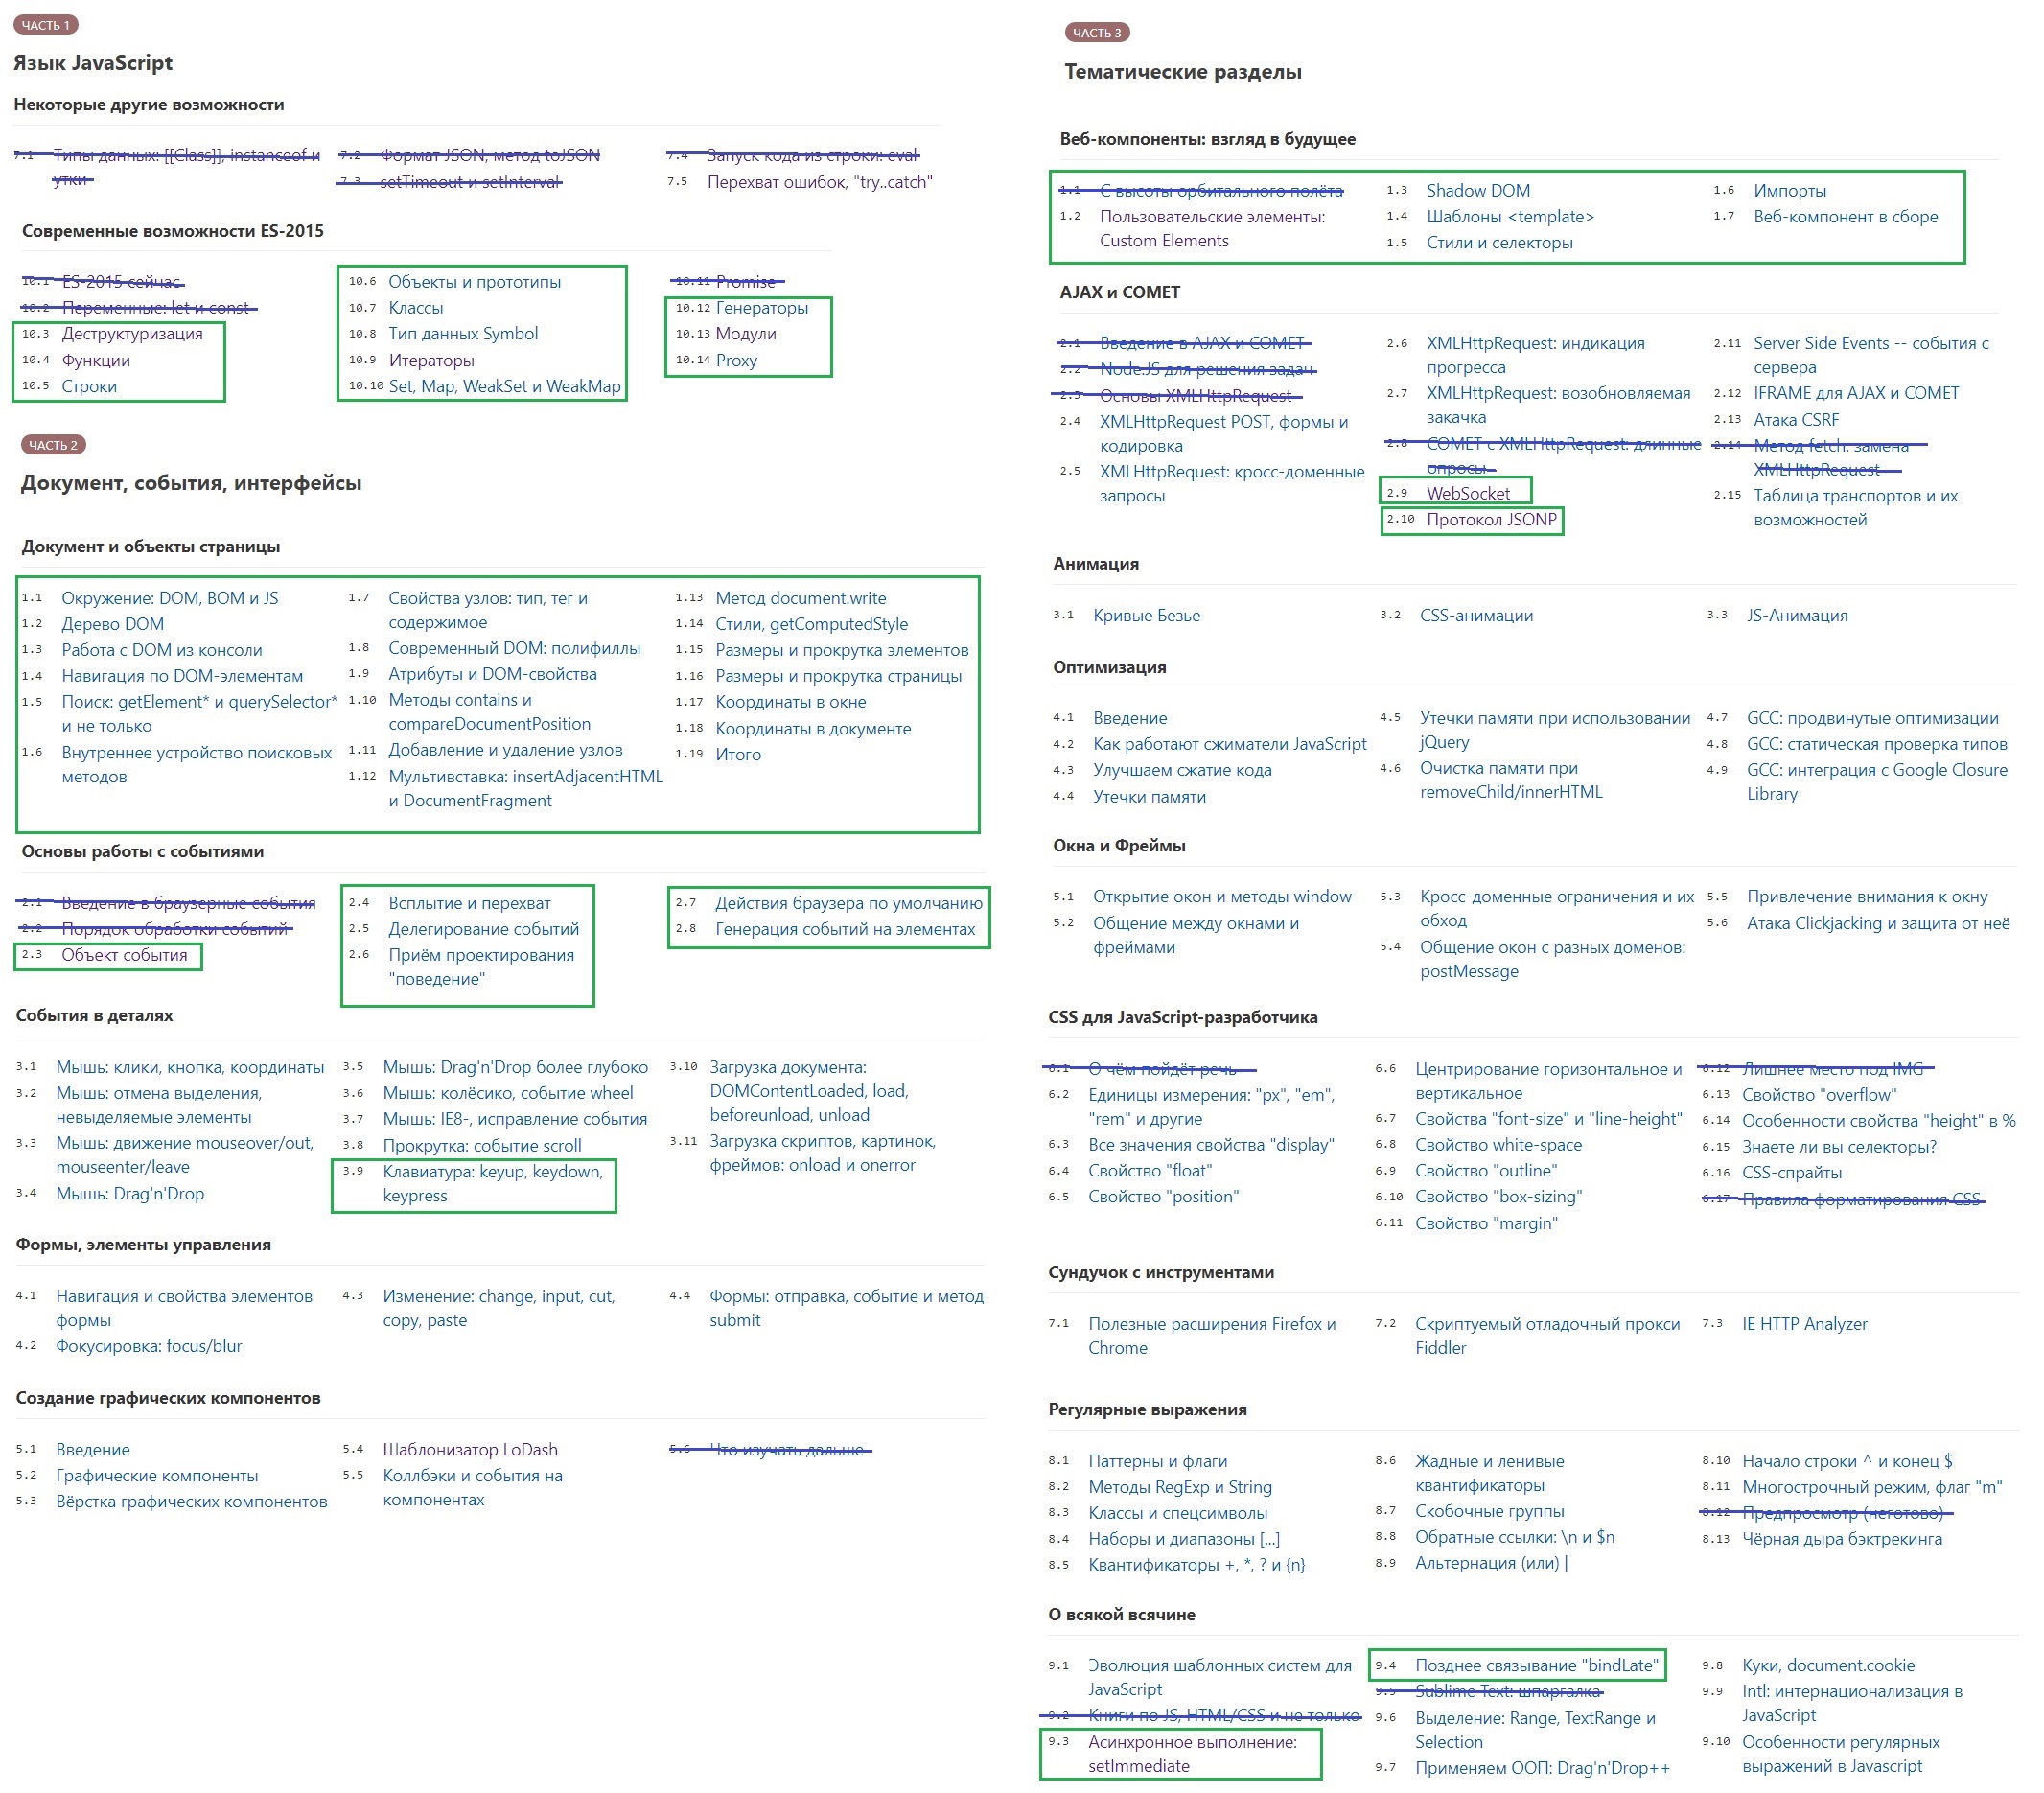 ЧАСТЬ 1
Язык JavaScript
Некоторые другие возможности
7.1 Типы данных: [[Class]], instanceof и
утки
7.2 Формат JSON, метод toJSON
7.3 setTimeout и setInterval
7.4 Запуск кода из строки: eval
7.5 Перехват ошибок, "try..catch"
Современные возможности ES-2015
10.1 ES-2015 сейчас
10.2 Переменные: let и const
10.3 Деструктуризация
10.4 Функции
10.5 Строки
10.6 Объекты и прототипы
10.7 Классы
10.8 Тип данных Symbol
10.9 Итераторы
10.10 Set, Map, WeakSet и WeakMap
10.11 Promise
10.12 Генераторы
10.13 Модули
10.14 Proxy
ЧАСТЬ 2
Документ, события, интерфейсы
Документ и объекты страницы
1.1 Окружение: DOM, BOM и JS
1.2 Дерево DOM
1.3 Работа с DOM из консоли
1.4 Навигация по DOM-элементам
1.5 Поиск: getElement* и querySelector*
и не только
1.6 Внутреннее устройство поисковых
методов
1.7 Свойства узлов: тип, тег и
содержимое
1.8 Современный DOM: полифиллы
1.9 Атрибуты и DOM-свойства
1.10 Методы contains и
compareDocumentPosition
1.11 Добавление и удаление узлов
1.12 Мультивставка: insertAdjacentHTML
и DocumentFragment
1.13 Метод document.write
1.14 Стили, getComputedStyle
1.15 Размеры и прокрутка элементов
1.16 Размеры и прокрутка страницы
1.17 Координаты в окне
1.18 Координаты в документе
1.19 Итого
Основы работы с событиями
2.1 Введение в браузерные события
2.2 Порядок обработки событий
2.3 Объект события
2.4 Всплытие и перехват
2.5 Делегирование событий
2.6 Приём проектирования
"поведение"
2.7 Действия браузера по умолчанию
2.8 Генерация событий на элементах
События в деталях
3.1 Мышь: клики, кнопка, координаты
3.2 Мышь: отмена выделения,
невыделяемые элементы
3.3 Мышь: движение mouseover/out,
mouseenter/leave
3.4 Мышь: Drag'n'Drop
3.5 Мышь: Drag'n'Drop более глубоко
3.6 Мышь: колёсико, событие wheel
3.7 Мышь: IE8-, исправление события
3.8 Прокрутка: событие scroll
3.9 Клавиатура: keyup, keydown,
keypress
3.10 Загрузка документа:
DOMContentLoaded, load,
beforeunload, unload
3.11 Загрузка скриптов, картинок,
фреймов: onload и onerror
Формы, элементы управления
4.1 Навигация и свойства элементов
формы
4.2 Фокусировка: focus/blur
4.3 Изменение: change, input, cut,
copy, paste
4.4 Формы: отправка, событие и метод
submit
Создание графических компонентов
5.1 Введение
5.2 Графические компоненты
5.3 Вёрстка графических компонентов
5.4 Шаблонизатор LoDash
5.5 Коллбэки и события на
компонентах
5.6 Что изучать дальше
ЧАСТЬ 3
Тематические разделы
Веб-компоненты: взгляд в будущее
1.1 С высоты орбитального полёта
1.2 Пользовательские элементы:
Custom Elements
1.3 Shadow DOM
1.4 Шаблоны <template>
1.5 Стили и селекторы
1.6 Импорты
1.7 Веб-компонент в сборе
AJAX и COMET
2.1 Введение в AJAX и COMET
2.2 Node.JS для решения задач
2.3 Основы XMLHttpRequest
2.4 XMLHttpRequest POST, формы и
кодировка
2.5 XMLHttpRequest: кросс-доменные
запросы
2.6 XMLHttpRequest: индикация
прогресса
2.7 XMLHttpRequest: возобновляемая
закачка
2.8 COMET с XMLHttpRequest: длинные
опросы
2.9 WebSocket
2.10 Протокол JSONP
2.11 Server Side Events -- события с
сервера
2.12 IFRAME для AJAX и COMET
2.13 Атака CSRF
2.14 Метод fetch: замена
XMLHttpRequest
2.15 Таблица транспортов и их
возможностей
Анимация
3.1 Кривые Безье
3.2 CSS-анимации
3.3 JS-Анимация
Оптимизация
4.1 Введение
4.2 Как работают сжиматели JavaScript
4.3 Улучшаем сжатие кода
4.4 Утечки памяти
4.5 Утечки памяти при использовании
jQuery
4.6 Очистка памяти при
removeChild/innerHTML
4.7 GCC: продвинутые оптимизации
4.8 GCC: статическая проверка типов
4.9 GCC: интеграция с Google Closure
Library
Окна и Фреймы
5.1 Открытие окон и методы window
5.2 Общение между окнами и
фреймами
5.3 Кросс-доменные ограничения и их
обход
5.4 Общение окон с разных доменов:
postMessage
5.5 Привлечение внимания к окну
5.6 Атака Clickjacking и защита от неё
CSS для JavaScript-разработчика
6.1 О чём пойдёт речь
6.2 Единицы измерения: "px", "em",
"rem" и другие
6.3 Все значения свойства "display"
6.4 Свойство "float"
6.5 Свойство "position"
6.6 Центрирование горизонтальное и
вертикальное
6.7 Свойства "font-size" и "line-height"
6.8 Свойство white-space
6.9 Свойство "outline"
6.10 Свойство "box-sizing"
6.11 Свойство "margin"
6.12 Лишнее место под IMG
6.13 Свойство "overflow"
6.14 Особенности свойства "height" в %
6.15 Знаете ли вы селекторы?
6.16 CSS-спрайты
6.17 Правила форматирования CSS
Сундучок с инструментами
7.1 Полезные расширения Firefox и
Chrome
7.2 Скриптуемый отладочный прокси
Fiddler
7.3 IE HTTP Analyzer
Регулярные выражения
8.1 Паттерны и флаги
8.2 Методы RegExp и String
8.3 Классы и спецсимволы
8.4 Наборы и диапазоны [...]
8.5 Квантификаторы +, *, ? и {n}
8.6 Жадные и ленивые
квантификаторы
8.7 Скобочные группы
8.8 Обратные ссылки: \n и $n
8.9 Альтернация (или) |
8.10 Начало строки ^ и конец $
8.11 Многострочный режим, флаг "m"
8.12 Предпросмотр (неготово)
8.13 Чёрная дыра бэктрекинга
О всякой всячине
9.1 Эволюция шаблонных систем для
JavaScript
9.2 Книги по JS, HTML/CSS и не только
9.3 Асинхронное выполнение:
setImmediate
9.4 Позднее связывание "bindLate"
9.5 Sublime Text: шпаргалка
9.6 Выделение: Range, TextRange и
Selection
9.7 Применяем ООП: Drag'n'Drop++
9.8 Куки, document.cookie
9.9 Intl: интернационализация в
JavaScript
9.10 Особенности регулярных
выражений в Javascript